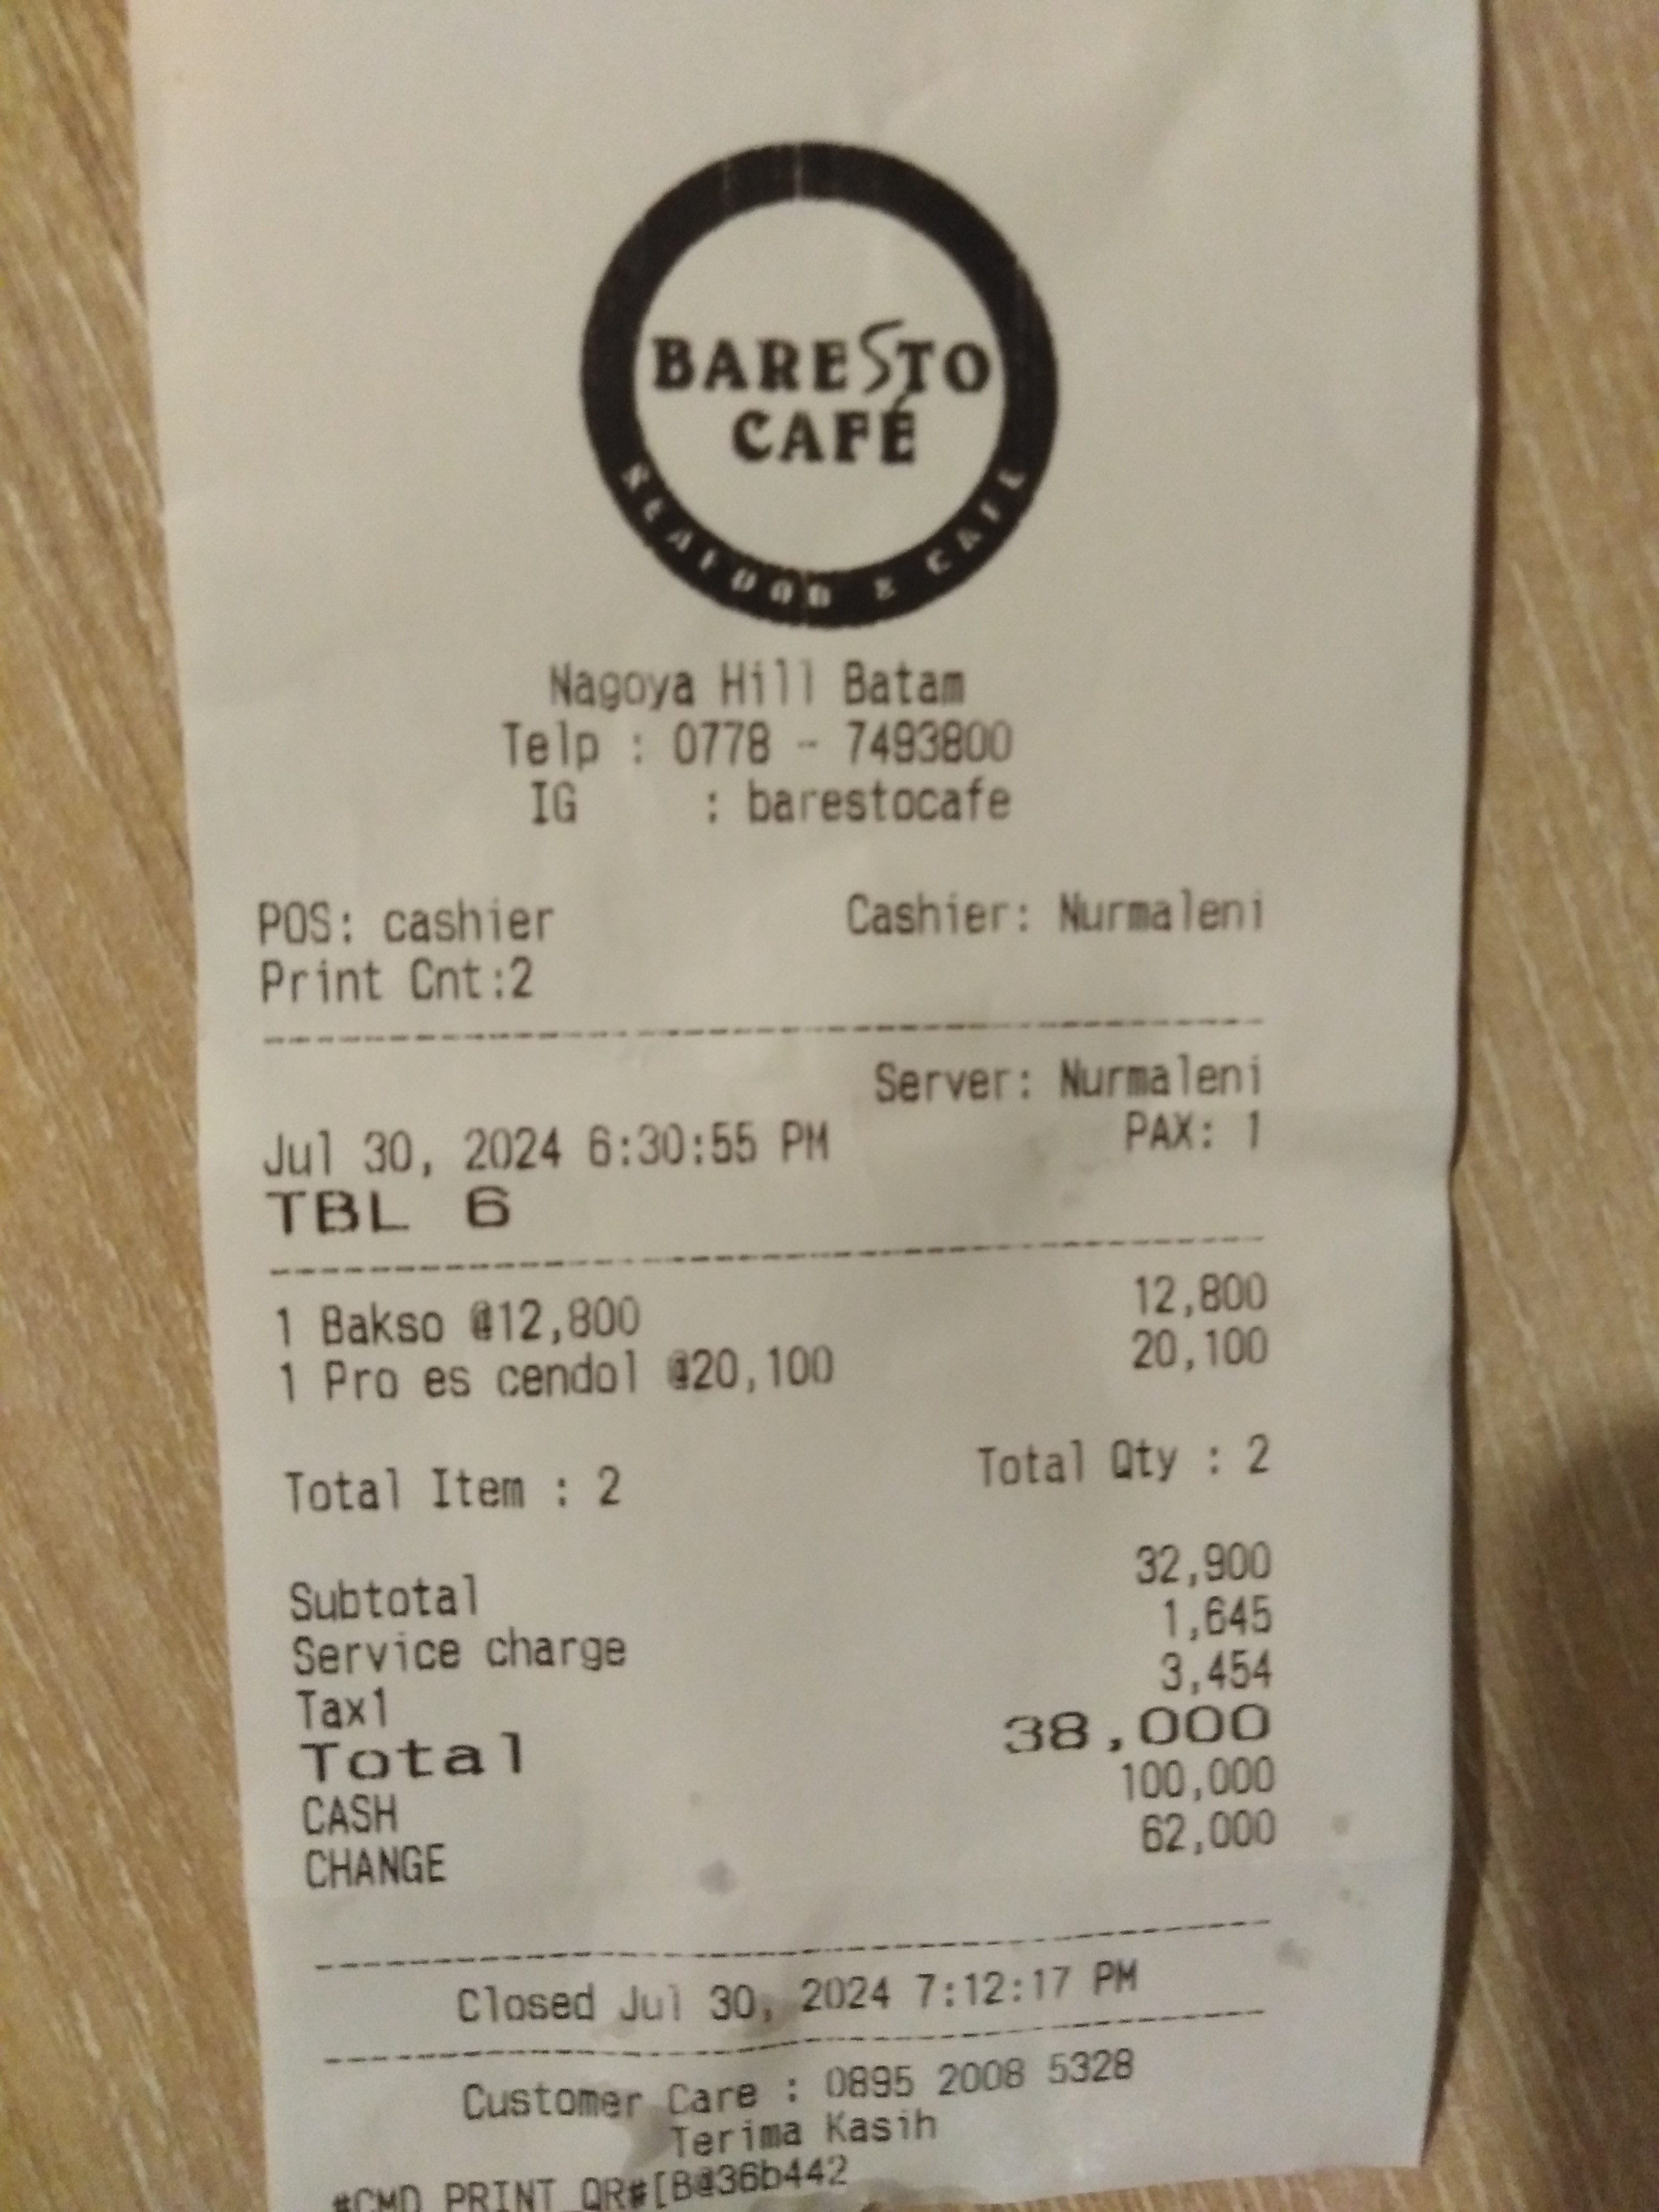 BARESTO
CAFÉ
SEAFOOD & CAFE
Nagoya Hill Batam
Telp : 0778 - 7493800
IG : barestocafe
POS: cashier Cashier: Nurmaleni
Print Cnt:2
Server: Nurmaleni
Jul 30, 2024 6:30:55 PM PAX: 1
TBL 6
1 Bakso @12,800 12,800
1 Pro es cendol @20,100 20,100
Total Item : 2 Total Qty : 2
Subtotal 32,900
Service charge 1,645
Tax1 3,454
Total 38,000
CASH 100,000
CHANGE 62,000
Closed Jul 30, 2024 7:12:17 PM
Customer Care : 0895 2008 5328
Terima Kasih
#CMD PRINT QR#[B@36b442